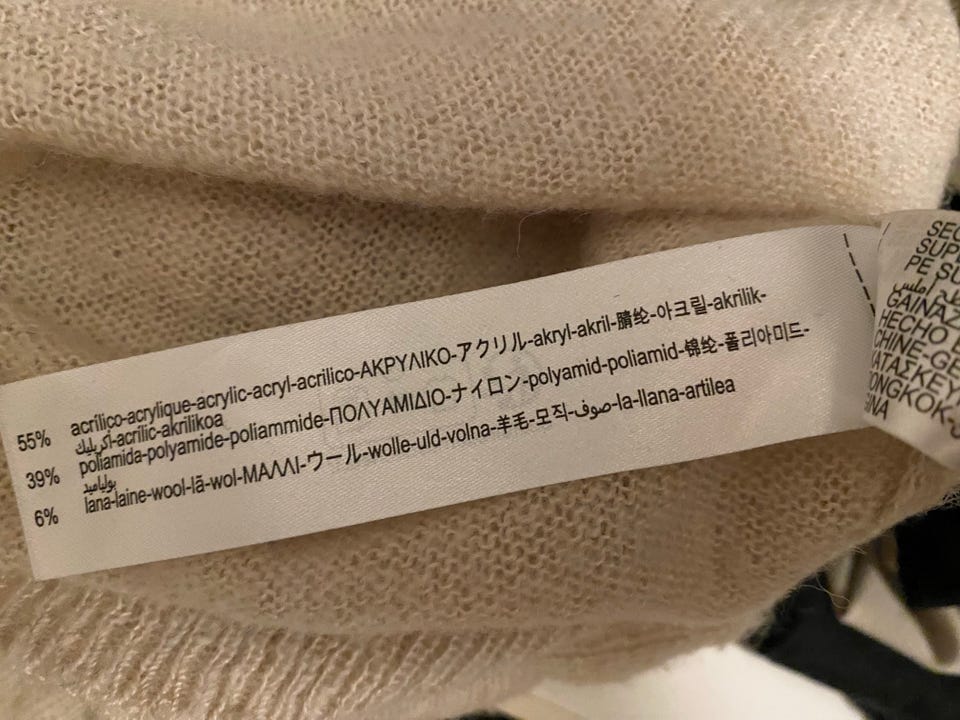 55% acrílico-acrylique-acrylic-acryl-acrilico-ΑΚΡΥΛΙΚΟ-アクリル-akryl-akril-腈纶-아크릴-akrilik-
أكريليك-acrilic-akrilikoa
39% poliamida-polyamide-poliammide-ΠΟΛΥΑΜΙΔΙΟ-ナイロン-polyamid-poliamid-锦纶-폴리아미드-
بولياميد
6% lana-laine-wool-lã-wol-ΜΑΛΛΙ-ウール-wolle-uld-volna-羊毛-모직-صوف-la-llana-artilea
PE
HECHO